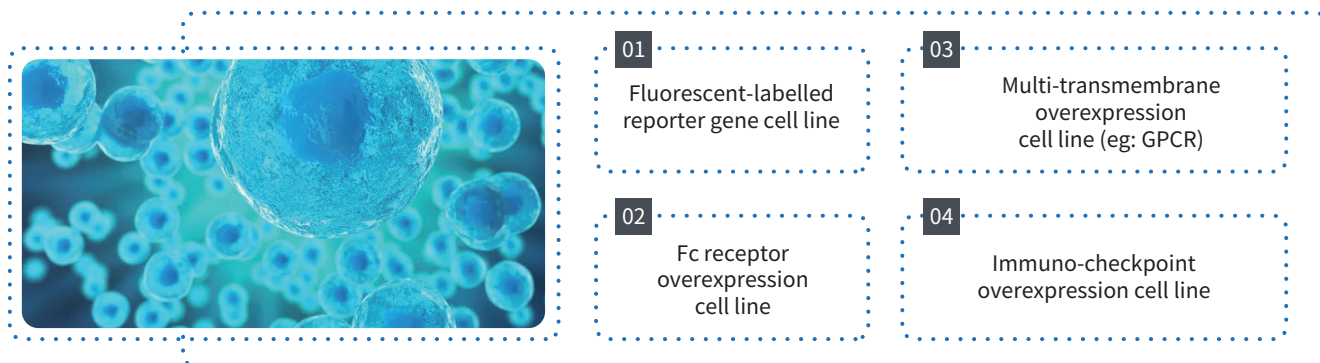 01
Fluorescent-labelled
reporter gene cell line
02
Fc receptor
overexpression
cell line
03
Multi-transmembrane
overexpression
cell line (eg: GPCR)
04
Immuno-checkpoint
overexpression cell line